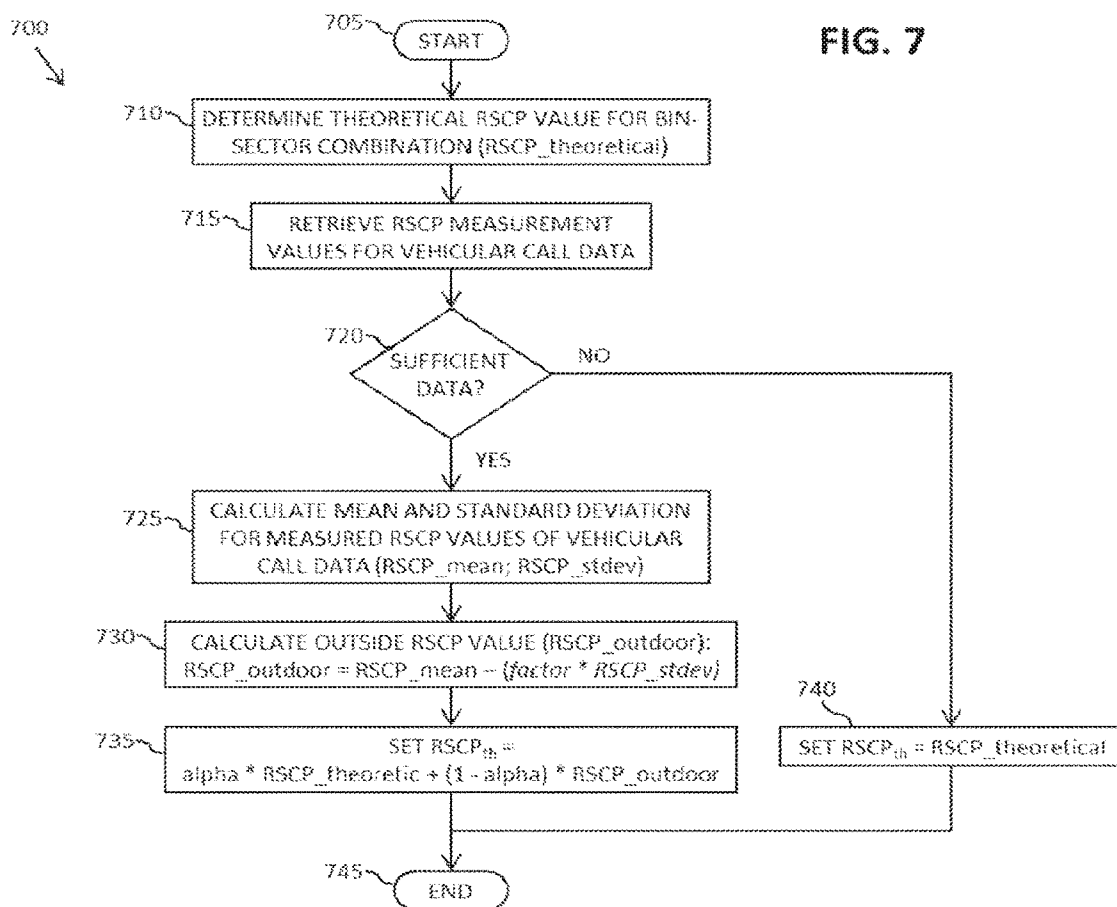 700
705
START
FIG. 7
710
DETERMINE THEORETICAL RSCP VALUE FOR BIN-
SECTOR COMBINATION (RSCP_theoretical)
715
RETRIEVE RSCP MEASUREMENT
VALUES FOR VEHICULAR CALL DATA
720
SUFFICIENT
DATA?
NO
YES
725
CALCULATE MEAN AND STANDARD DEVIATION
FOR MEASURED RSCP VALUES OF VEHICULAR
CALL DATA (RSCP_mean; RSCP_stdev)
730
CALCULATE OUTSIDE RSCP VALUE (RSCP_outdoor):
RSCP_outdoor = RSCP_mean – (factor * RSCP_stdev)
735
SET RSCPth =
alpha * RSCP_theoretic + (1 - alpha) * RSCP_outdoor
740
SET RSCPth = RSCP_theoretical
745
END